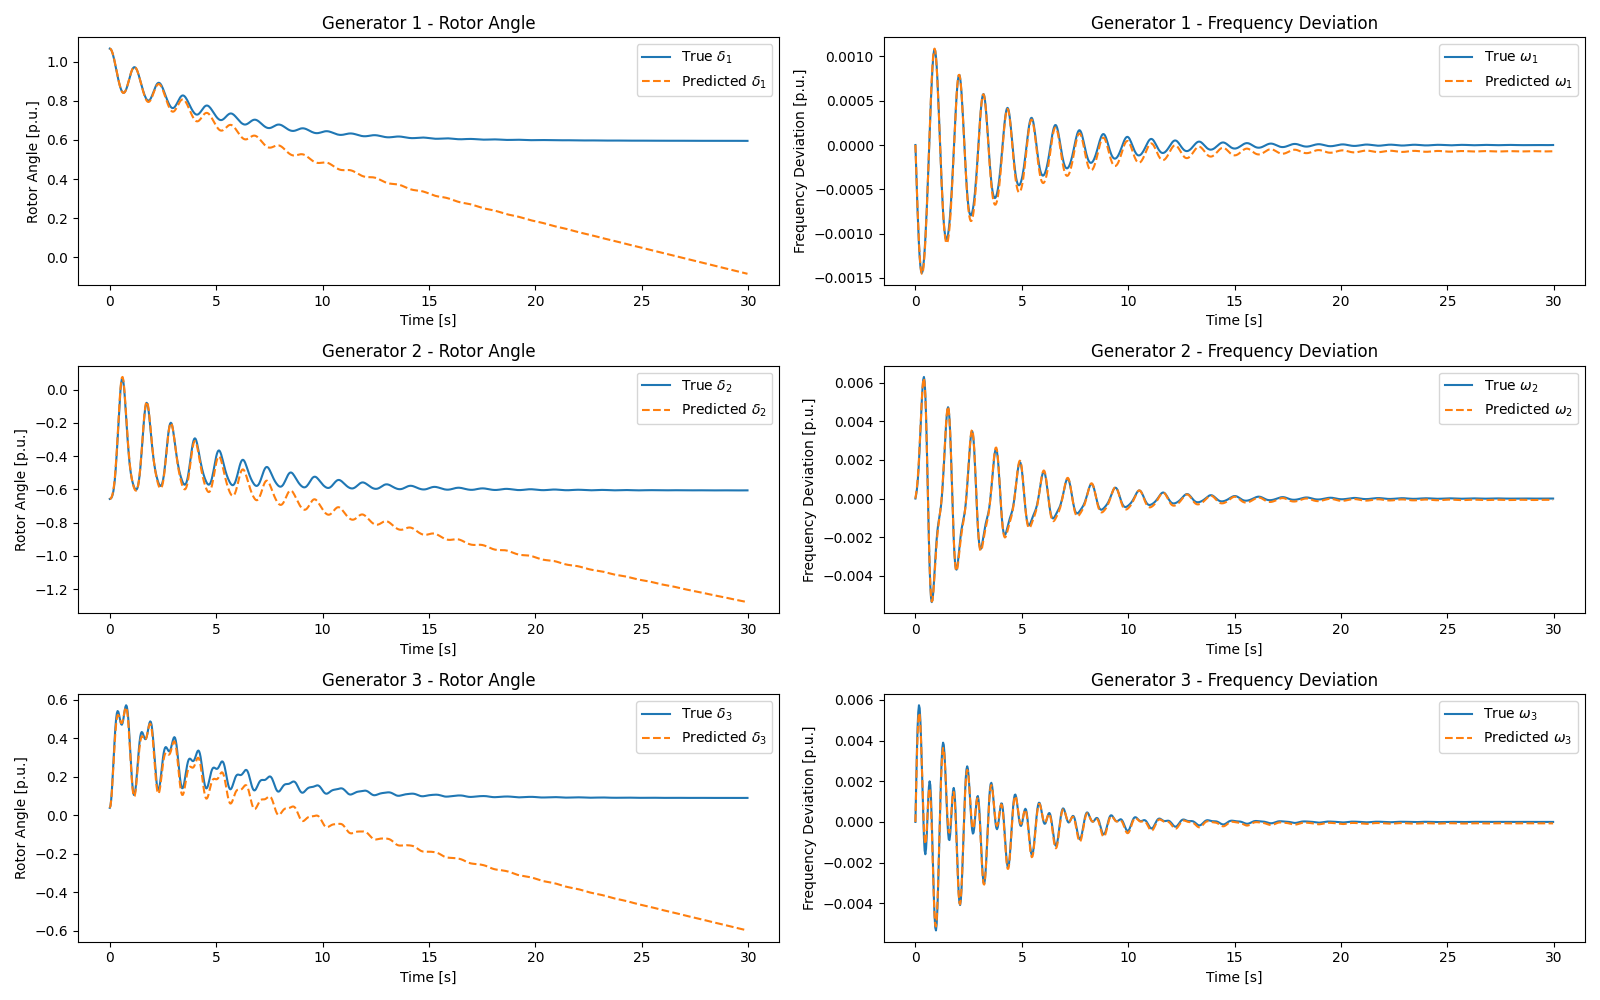 Generator 1 - Rotor Angle
True δ1
Predicted δ1
Rotor Angle [p.u.]
1.0
0.8
0.6
0.4
0.2
0.0
0 5 10 15 20 25 30
Time [s]
Generator 1 - Frequency Deviation
True ω1
Predicted ω1
Frequency Deviation [p.u.]
0.0010
0.0005
0.0000
−0.0005
−0.0010
−0.0015
0 5 10 15 20 25 30
Time [s]
Generator 2 - Rotor Angle
True δ2
Predicted δ2
Rotor Angle [p.u.]
0.0
−0.2
−0.4
−0.6
−0.8
−1.0
−1.2
0 5 10 15 20 25 30
Time [s]
Generator 2 - Frequency Deviation
True ω2
Predicted ω2
Frequency Deviation [p.u.]
0.006
0.004
0.002
0.000
−0.002
−0.004
0 5 10 15 20 25 30
Time [s]
Generator 3 - Rotor Angle
True δ3
Predicted δ3
Rotor Angle [p.u.]
0.6
0.4
0.2
0.0
−0.2
−0.4
−0.6
0 5 10 15 20 25 30
Time [s]
Generator 3 - Frequency Deviation
True ω3
Predicted ω3
Frequency Deviation [p.u.]
0.006
0.004
0.002
0.000
−0.002
−0.004
0 5 10 15 20 25 30
Time [s]